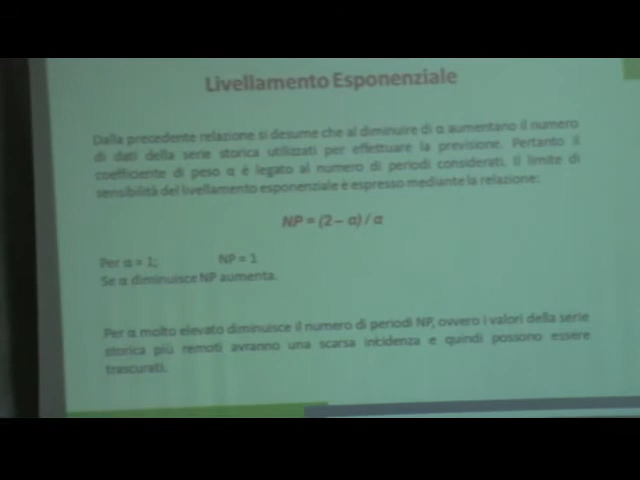 Livellamento Esponenziale
Dalla precedente relazione si desume che al diminuire di α aumentano il numero
di dati della serie storica utilizzati per effettuare la previsione. Pertanto il
coefficiente di peso α è legato al numero di periodi considerati. Il limite di
sensibilità del livellamento esponenziale è espresso mediante la relazione:
NP = (2 – α) / α
Per α = 1; NP = 1
Se α diminuisce NP aumenta.
Per α molto elevato diminuisce il numero di periodi NP, ovvero i valori della serie
storica più remoti avranno una scarsa incidenza e quindi possono essere
trascurati.